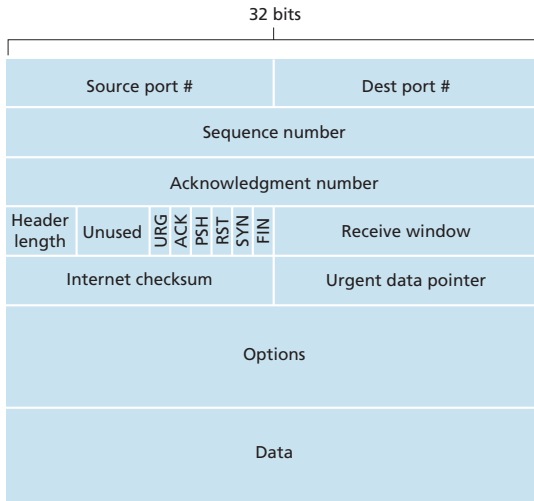 32 bits
Source port #
Dest port #
Sequence number
Acknowledgment number
Header
length
Unused
URG
ACK
PSH
RST
SYN
FIN
Receive window
Internet checksum
Urgent data pointer
Options
Data